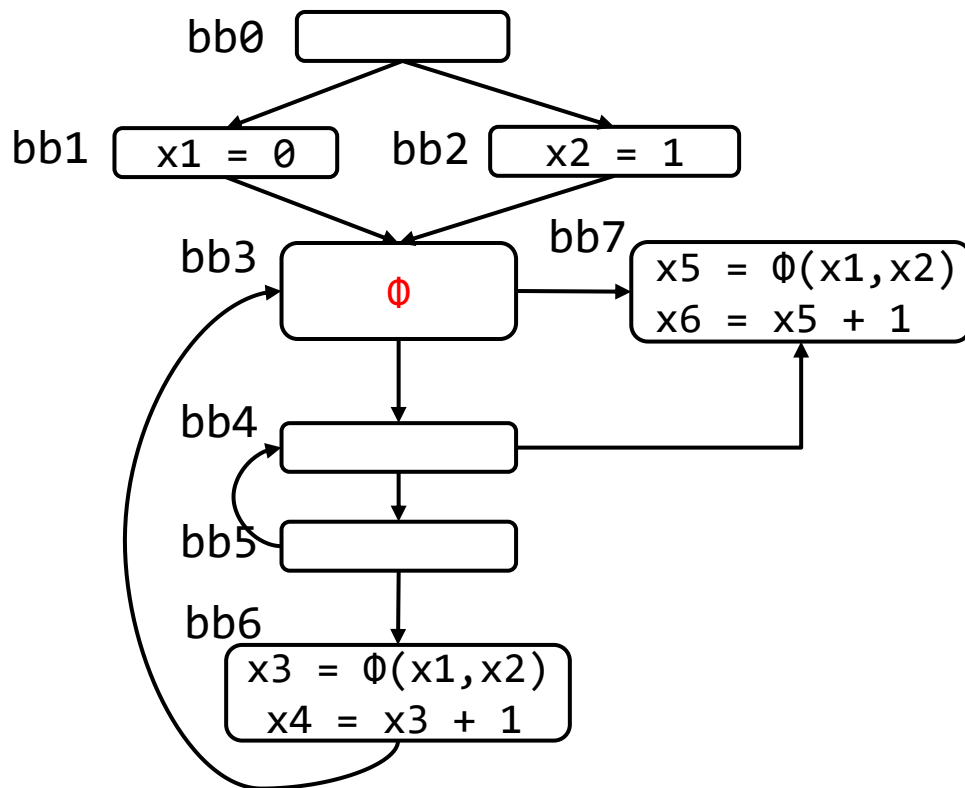 bb0
bb1
x1 = 0
bb2
x2 = 1
bb3
Φ
bb7
x5 = Φ(x1,x2)
x6 = x5 + 1
bb4
bb5
bb6
x3 = Φ(x1,x2)
x4 = x3 + 1